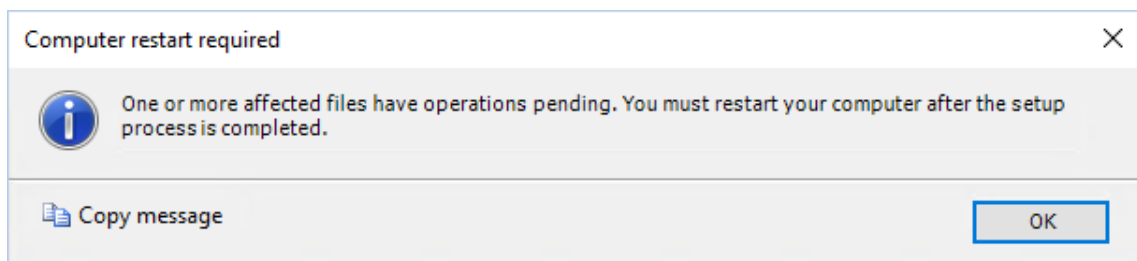 Computer restart required
One or more affected files have operations pending. You must restart your computer after the setup
process is completed.
Copy message
OK